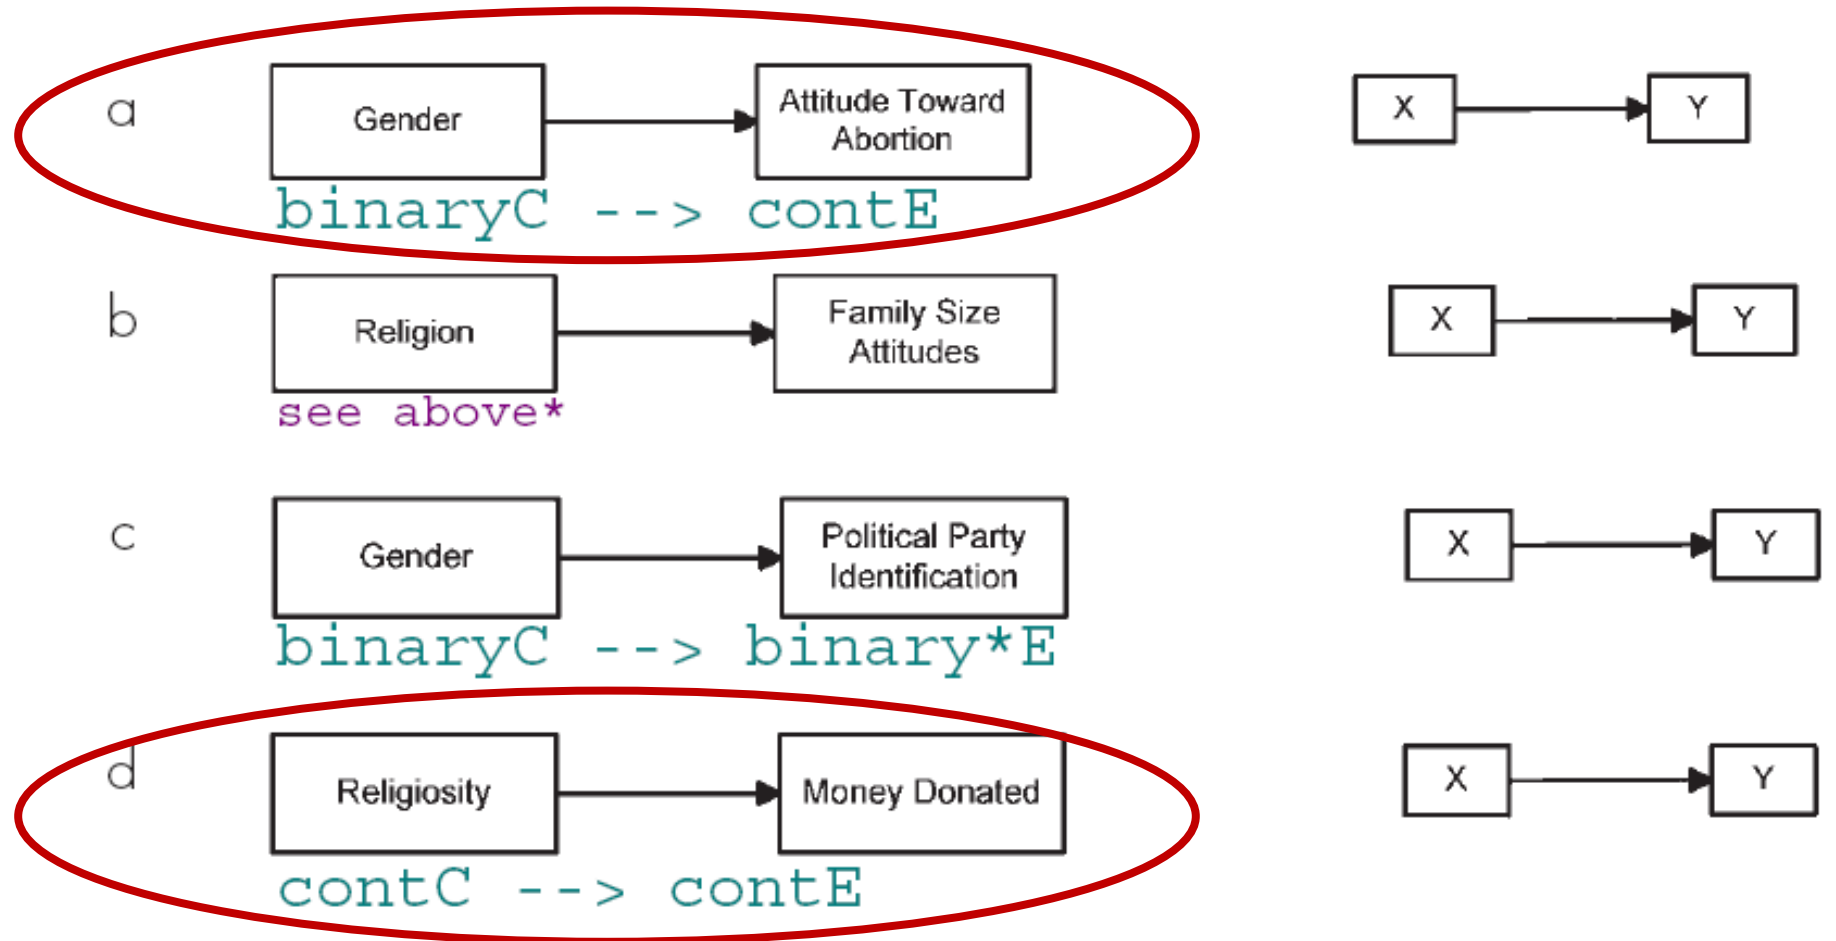 a
Gender
Attitude Toward
Abortion
X
Y
binaryC --> contE
b
Religion
Family Size
Attitudes
X
Y
see above*
c
Gender
Political Party
Identification
X
Y
binaryC --> binary*E
d
Religiosity
Money Donated
X
Y
contC --> contE